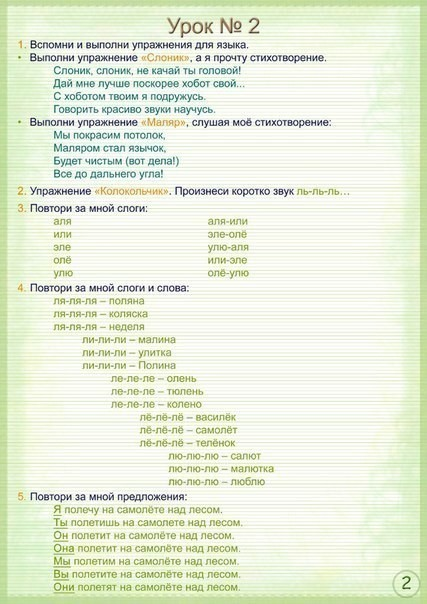 Урок № 2
1. Вспомни и выполни упражнения для языка.
• Выполни упражнение «Слоник», а я прочту стихотворение.
Слоник, слоник, не качай ты головой!
Дай мне лучше поскорее хобот свой...
С хоботом твоим я подружусь.
Говорить красиво звуки научусь.
• Выполни упражнение «Маляр», слушая моё стихотворение:
Мы покрасим потолок,
Маляром стал язычок,
Будет чистым (вот дела!)
Все до дальнего угла!
2. Упражнение «Колокольчик». Произнеси коротко звук ль-ль-ль...
3. Повтори за мной слоги:
аля аля-или
или эле-олё
эле улю-аля
олё или-эле
улю олё-улю
4. Повтори за мной слоги и слова:
ля-ля-ля – поляна
ля-ля-ля – коляска
ля-ля-ля – неделя
ли-ли-ли – малина
ли-ли-ли – улитка
ли-ли-ли – Полина
ле-ле-ле – олень
ле-ле-ле – тюлень
ле-ле-ле – колено
лё-лё-лё – василёк
лё-лё-лё – самолёт
лё-лё-лё – телёнок
лю-лю-лю – салют
лю-лю-лю – малютка
лю-лю-лю – люблю
5. Повтори за мной предложения:
Я полечу на самолёте над лесом.
Ты полетишь на самолете над лесом.
Он полетит на самолёте над лесом.
Она полетит на самолёте над лесом.
Мы полетим на самолёте над лесом.
Вы полетите на самолёте над лесом.
Они полетят на самолёте над лесом.
2